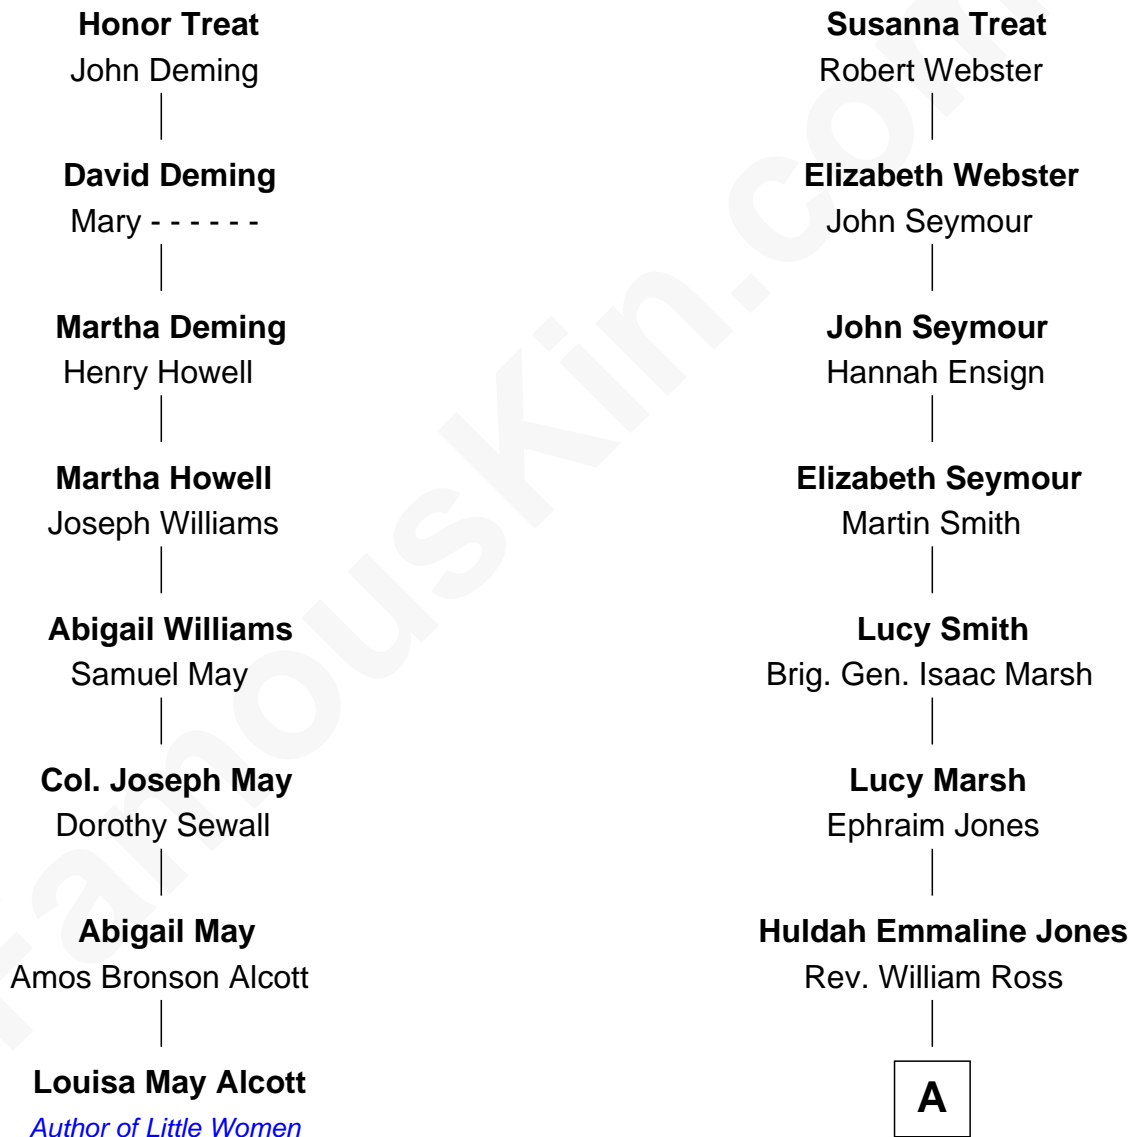 Honor Treat
John Deming
David Deming
Mary - - - - - -
Martha Deming
Henry Howell
Martha Howell
Joseph Williams
Abigail Williams
Samuel May
Col. Joseph May
Dorothy Sewall
Abigail May
Amos Bronson Alcott
Louisa May Alcott
Author of Little Women
Susanna Treat
Robert Webster
Elizabeth Webster
John Seymour
John Seymour
Hannah Ensign
Elizabeth Seymour
Martin Smith
Lucy Smith
Brig. Gen. Isaac Marsh
Lucy Marsh
Ephraim Jones
Huldah Emmaline Jones
Rev. William Ross
A
FamousKin.com